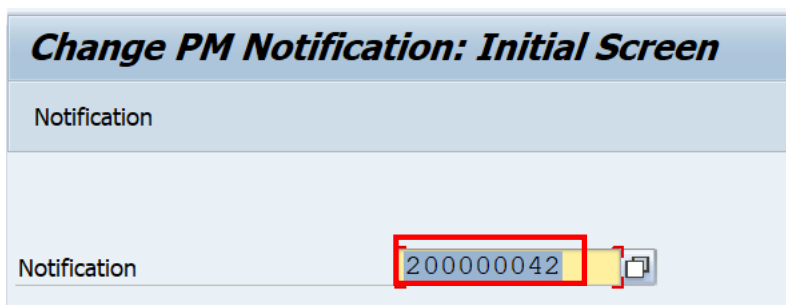 Change PM Notification: Initial Screen
Notification
Notification 200000042